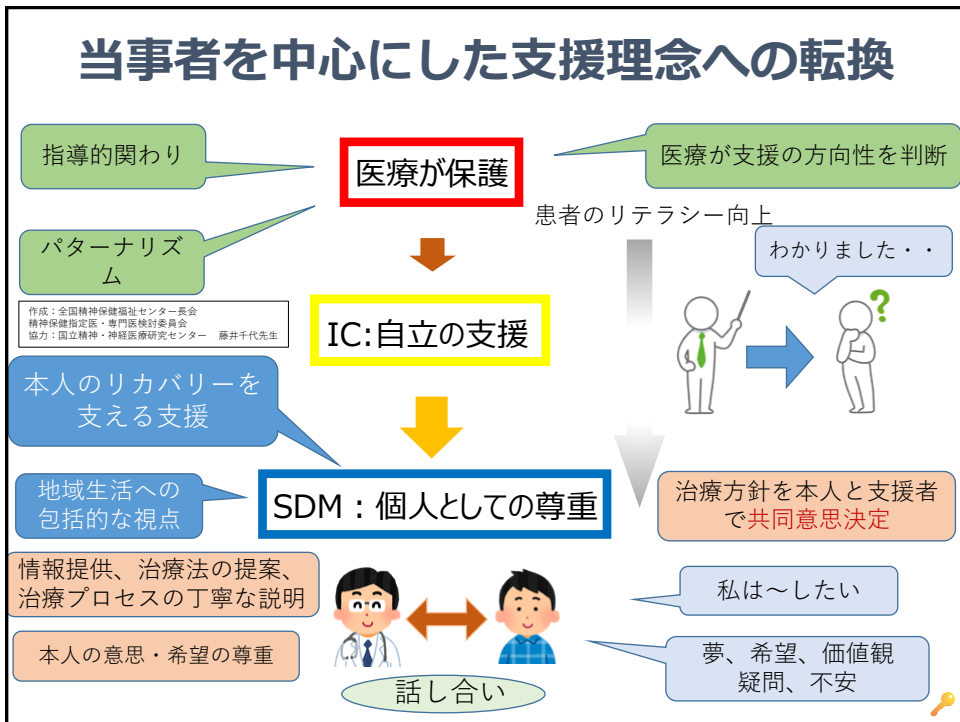 当事者を中心にした支援理念への転換
指導的関わり
医療が保護
医療が支援の方向性を判断
患者のリテラシー向上
パターナリズ
ム
わかりました・・
作成：全国精神保健福祉センター長会
精神保健指定医・専門医検討委員会
協力：国立精神・神経医療研究センター　藤井千代先生
IC:自立の支援
?
本人のリカバリーを
支える支援
地域生活への
包括的な視点
SDM：個人としての尊重
治療方針を本人と支援者
で共同意思決定
情報提供、治療法の提案、
治療プロセスの丁寧な説明
私は～したい
本人の意思・希望の尊重
夢、希望、価値観
疑問、不安
話し合い